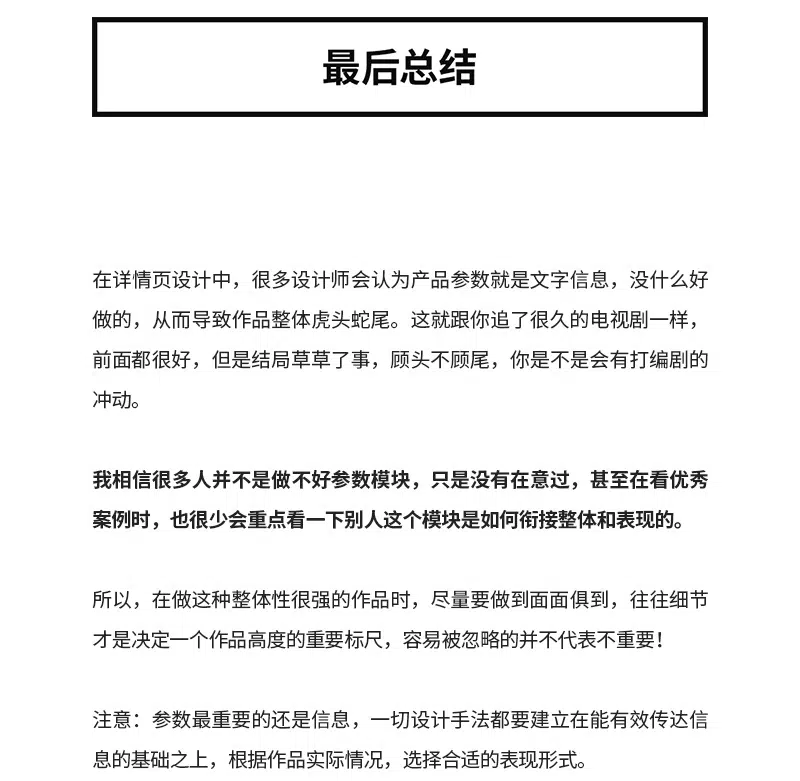 最后总结
在详情页设计中，很多设计师会认为产品参数就是文字信息，没什么好
做的，从而导致作品整体虎头蛇尾。这就跟你追了很久的电视剧一样，
前面都很好，但是结局草草了事，顾头不顾尾，你是不是会有打编剧的
冲动。
我相信很多人并不是做不好参数模块，只是没有在意过，甚至在看优秀
案例时，也很少会重点看一下别人这个模块是如何衔接整体和表现的。
所以，在做这种整体性很强的作品时，尽量要做到面面俱到，往往细节
才是决定一个作品高度的重要标尺，容易被忽略的并不代表不重要！
注意：参数最重要的还是信息，一切设计手法都要建立在能有效传达信
息的基础之上，根据作品实际情况，选择合适的表现形式。